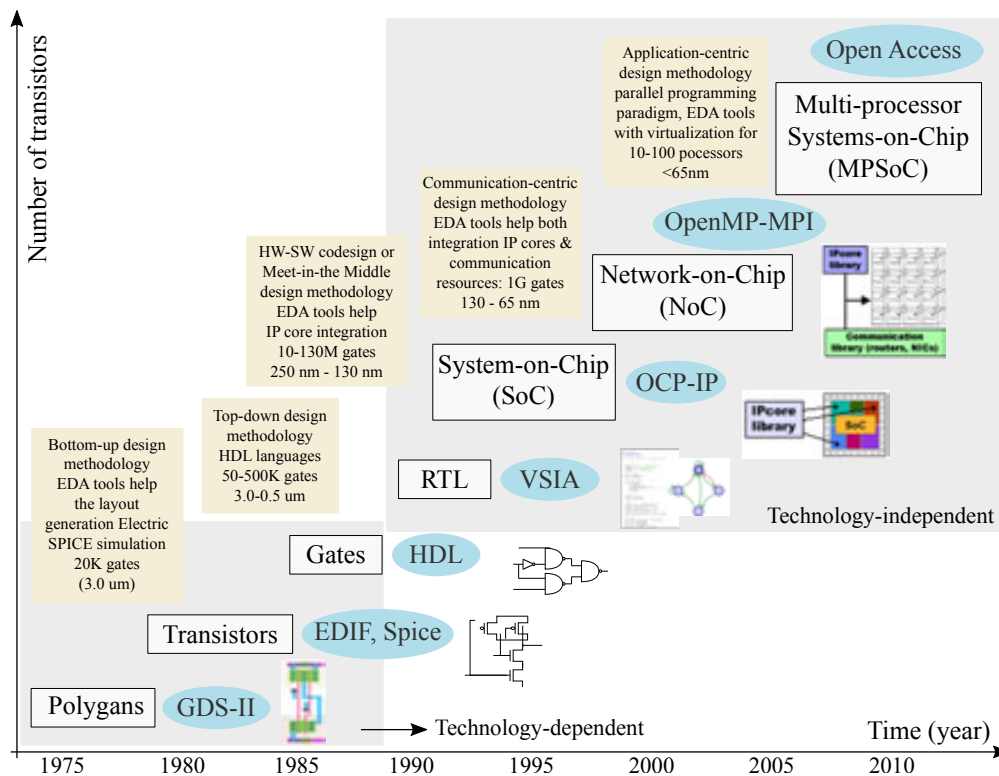 Number of transistors
Open Access
Application-centric
design methodology
parallel programming
paradigm, EDA tools
with virtualization for
10-100 pocessors
<65nm
Multi-processor
Systems-on-Chip
(MPSoC)
Communication-centric
design methodology
EDA tools help both
integration IP cores &
communication
resources: 1G gates
130 - 65 nm
OpenMP-MPI
HW-SW codesign or
Meet-in-the Middle
design methodology
EDA tools help
IP core integration
10-130M gates
250 nm - 130 nm
Network-on-Chip
(NoC)
IPcore
library
Communication
library (routers, NICs)
System-on-Chip
(SoC)
OCP-IP
IPcore
library
SoC
Top-down design
methodology
HDL languages
50-500K gates
3.0-0.5 um
Bottom-up design
methodology
EDA tools help
the layout
generation Electric
SPICE simulation
20K gates
(3.0 um)
RTL
VSIA
Technology-independent
Gates
HDL
Transistors
EDIF, Spice
Polygans
GDS-II
Technology-dependent
Time (year)
1975 1980 1985 1990 1995 2000 2005 2010